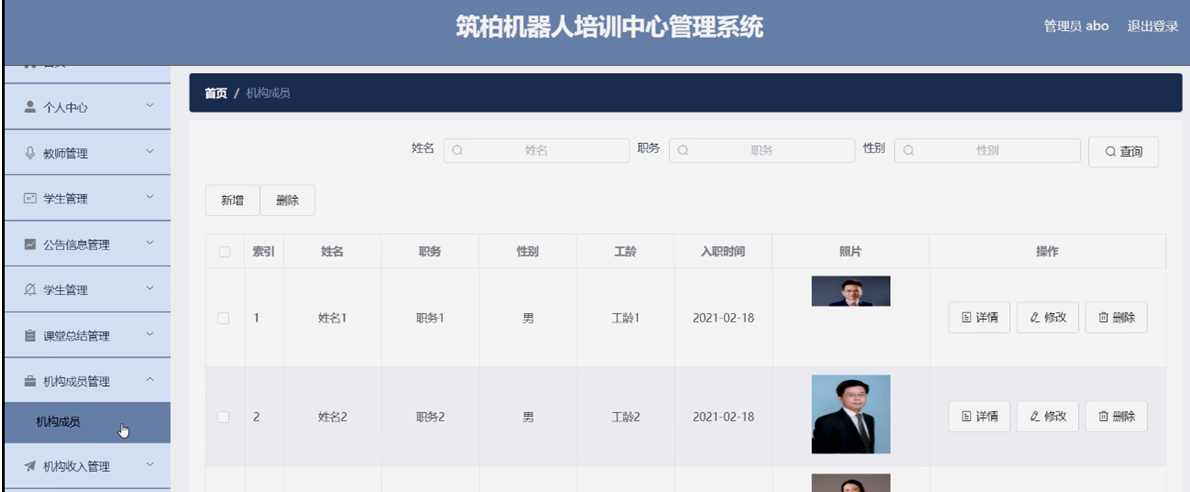 筑柏机器人培训中心管理系统
管理员 abo 退出登录
个人中心
教师管理
学生管理
公告信息管理
学生管理
课堂总结管理
机构成员管理
机构成员
机构收入管理
首页 / 机构成员
姓名 姓名 职务 职务 性别 性别 查询
新增 删除
索引 姓名 职务 性别 工龄 入职时间 照片 操作
1 姓名1 职务1 男 工龄1 2021-02-18 详情 修改 删除
2 姓名2 职务2 男 工龄2 2021-02-18 详情 修改 删除